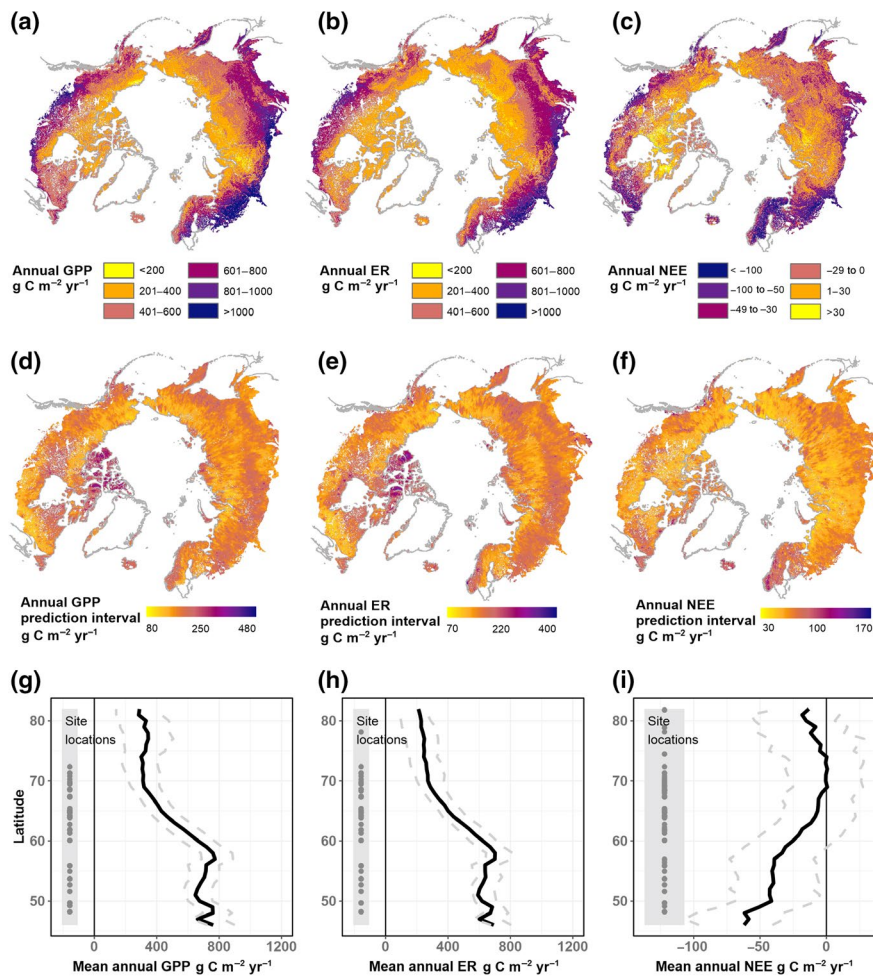 (a)
(b)
(c)
Annual GPP
g C m⁻² yr⁻¹
<200
201–400
401–600
601–800
801–1000
>1000
Annual ER
g C m⁻² yr⁻¹
<200
201–400
401–600
601–800
801–1000
>1000
Annual NEE
g C m⁻² yr⁻¹
< −100
−100 to −50
−49 to −30
−29 to 0
1–30
>30
(d)
(e)
(f)
Annual GPP
prediction interval
g C m⁻² yr⁻¹
80
250
480
Annual ER
prediction interval
g C m⁻² yr⁻¹
70
220
400
Annual NEE
prediction interval
g C m⁻² yr⁻¹
30
100
170
(g)
(h)
(i)
Latitude
80
70
60
50
Site
locations
0
400
800
1200
Mean annual GPP g C m⁻² yr⁻¹
80
70
60
50
Site
locations
0
400
800
1200
Mean annual ER g C m⁻² yr⁻¹
80
70
60
50
Site
locations
−100
−50
0
Mean annual NEE g C m⁻² yr⁻¹